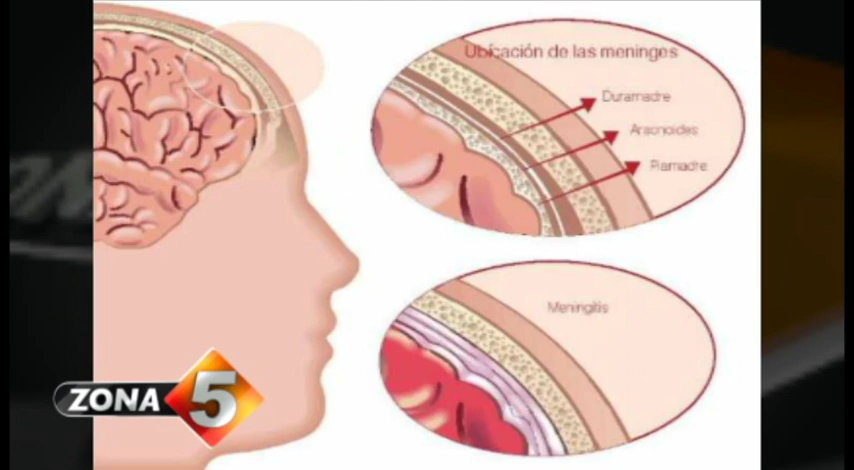 Ubicación de las meninges
Duramadre
Aracnoides
Piamadre
Meningitis
ZONA 5